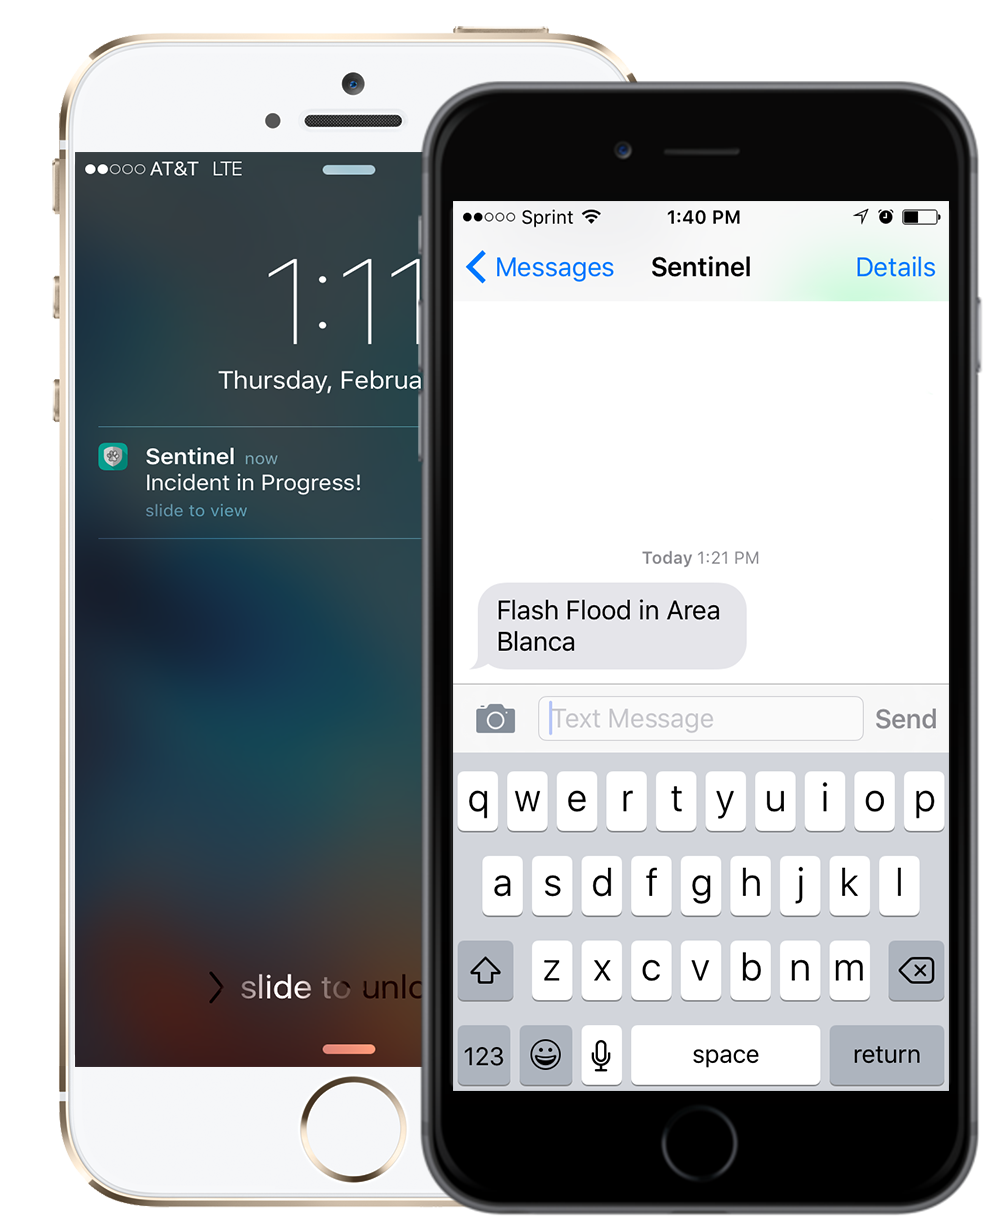 AT&T LTE
1:11
Thursday, Februa
Sentinel now
Incident in Progress!
slide to view
slide to unlo
Sprint 1:40 PM
Messages Sentinel Details
Today 1:21 PM
Flash Flood in Area
Blanca
Text Message Send
q w e r t y u i o p
a s d f g h j k l
z x c v b n m
123 space return